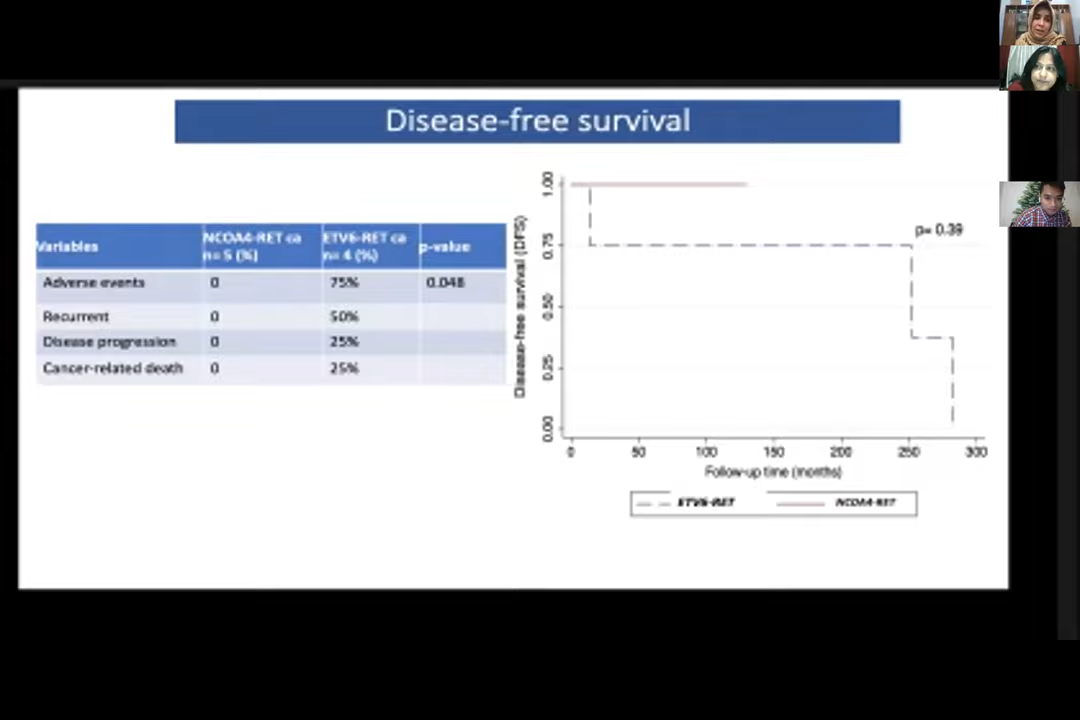 Disease-free survival
Variables NCOA4-RET ca n= 5 (%) ETV6-RET ca n= 4 (%) p-value
Adverse events 0 75% 0.048
Recurrent 0 50%
Disease progression 0 25%
Cancer-related death 0 25%
Disease-free survival (DFS)
1.00
0.75
0.50
0.25
0.00
p= 0.39
0 50 100 150 200 250 300
Follow-up time (months)
ETV6-RET NCOA4-RET